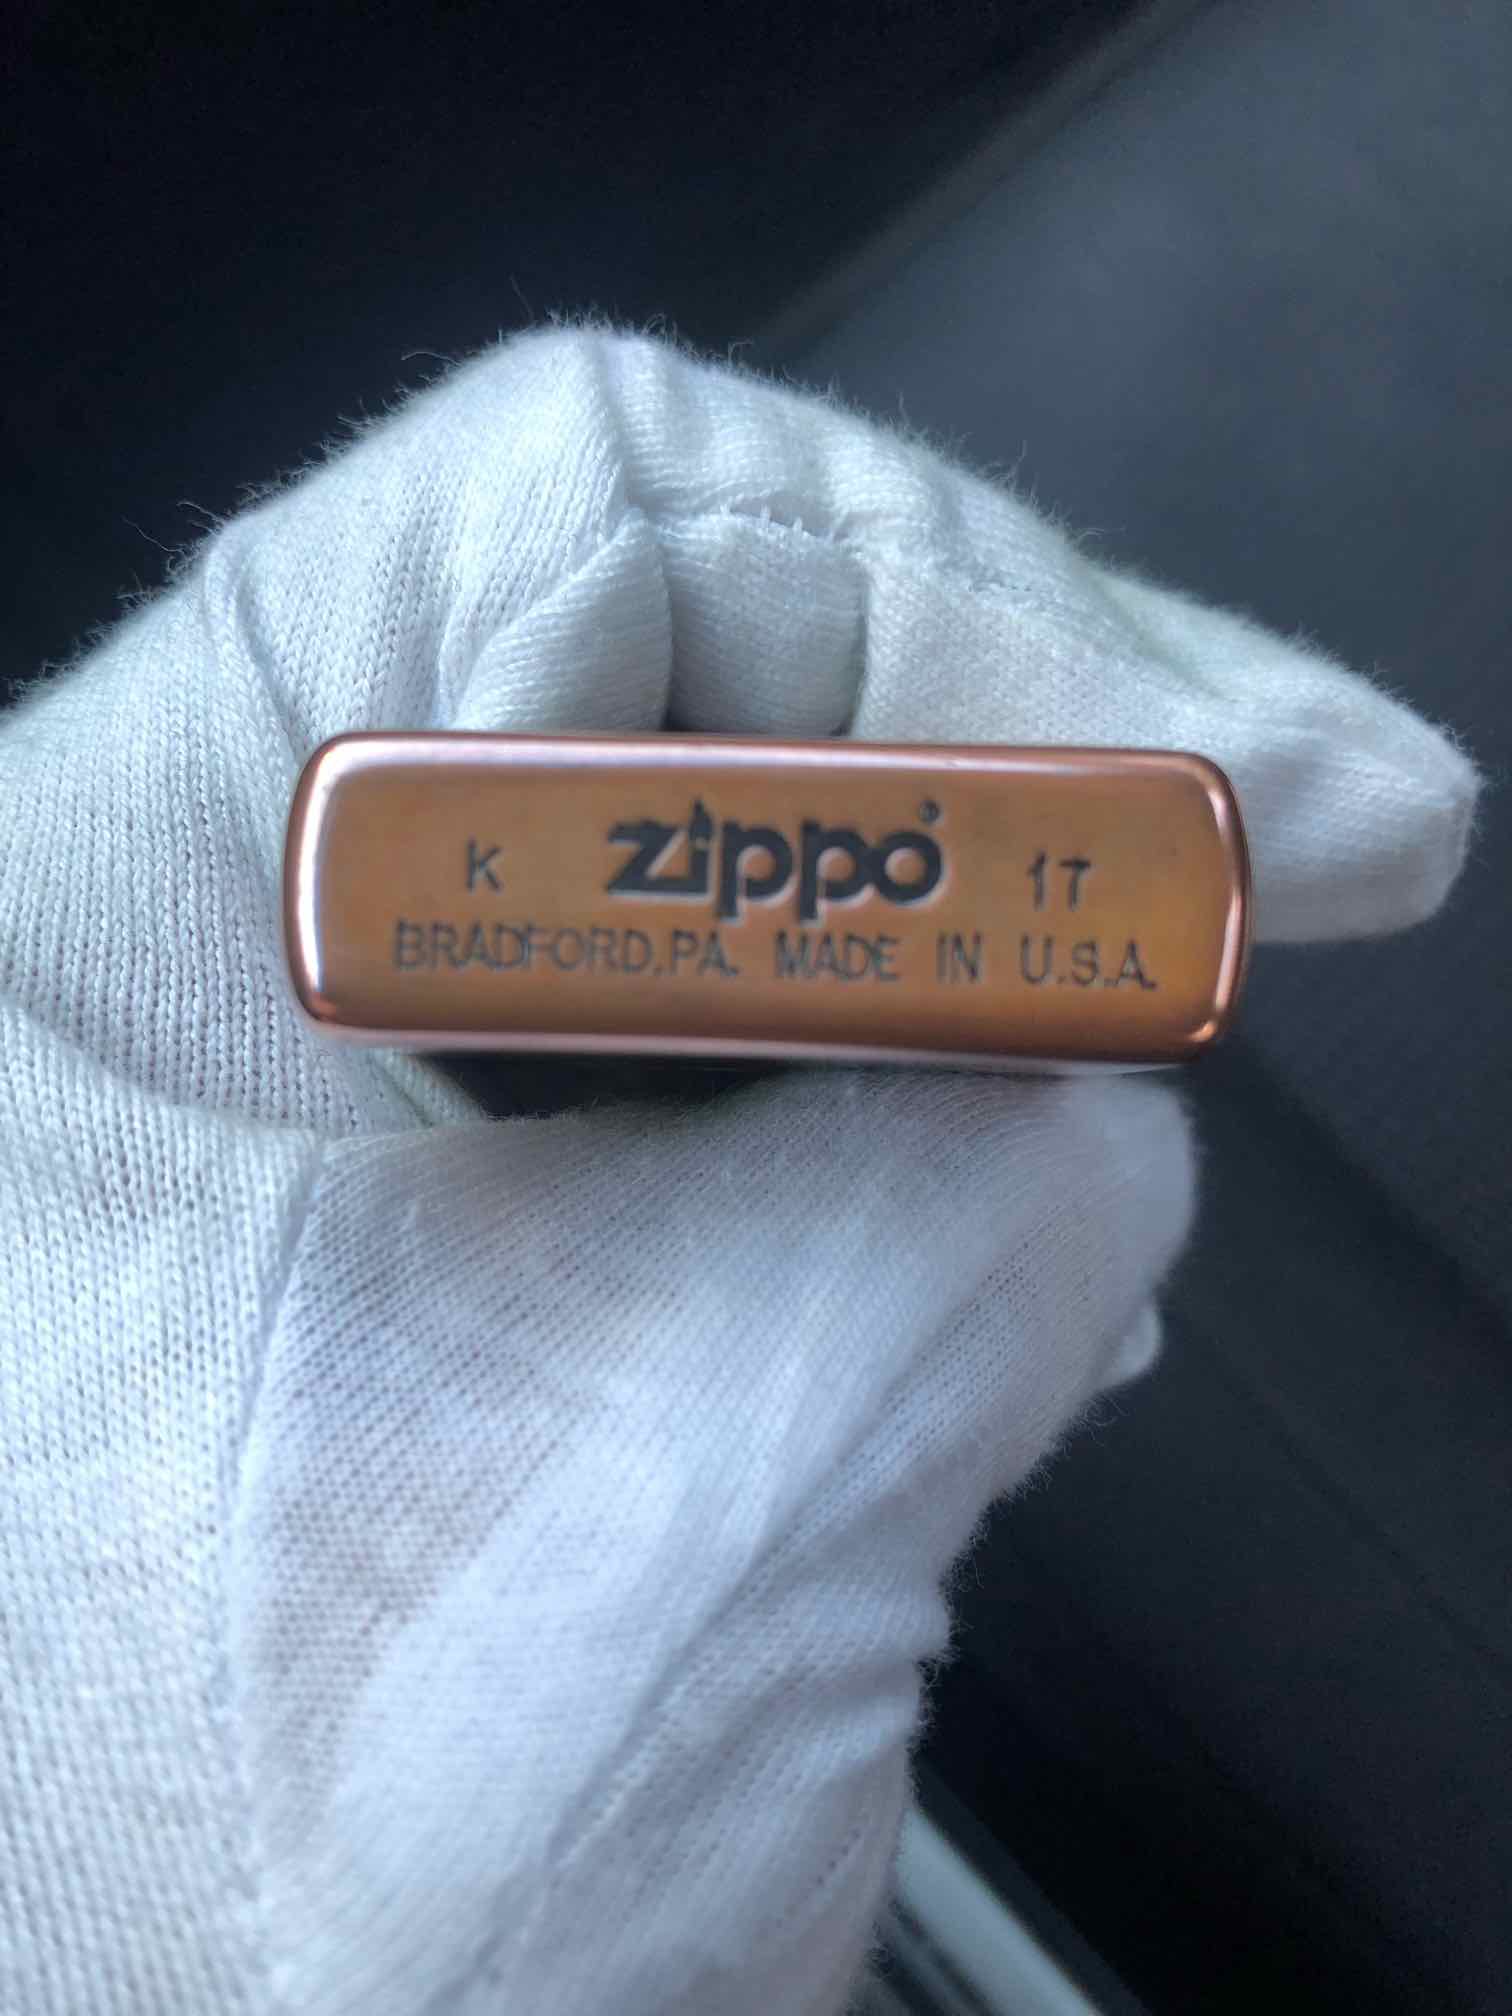 K zippo® 17
BRADFORD,PA. MADE IN U.S.A.